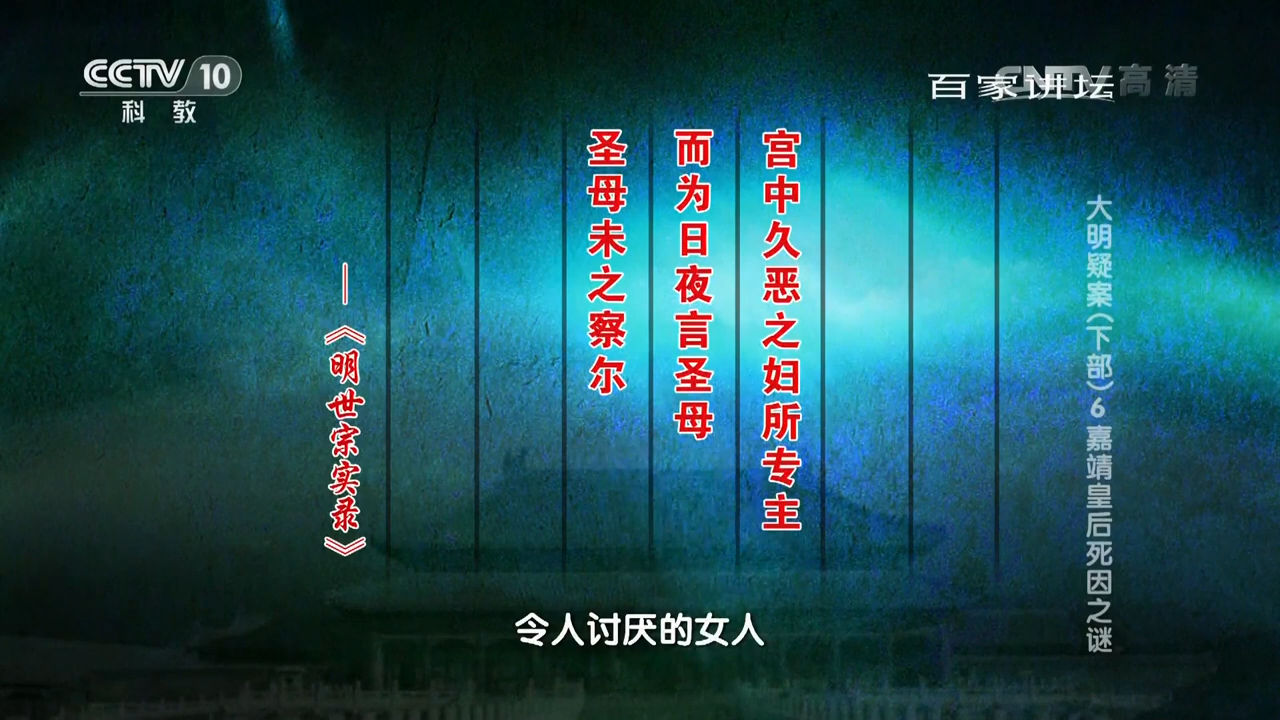 CCTV 10
科教
百家讲坛
CNTV高清
宫中久恶之妇所专主
而为日夜言圣母
圣母未之察尔
—《明世宗实录》
大明疑案(下部)6 嘉靖皇后死因之谜
令人讨厌的女人